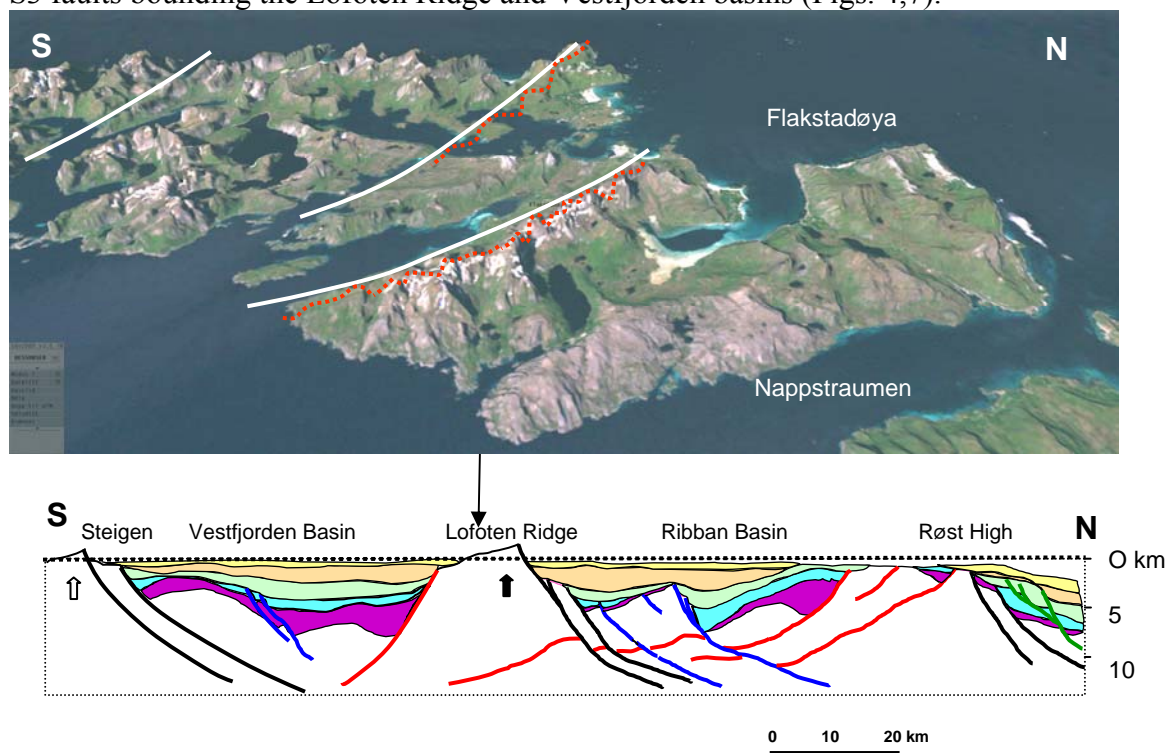 S3 faults bounding the Lofoten Ridge and Vestfjorden basins (Figs. 4,7).
S N
Flakstadøya
Nappstraumen
S N
Steigen Vestfjorden Basin Lofoten Ridge Ribban Basin Røst High
O km
5
10
0 10 20 km